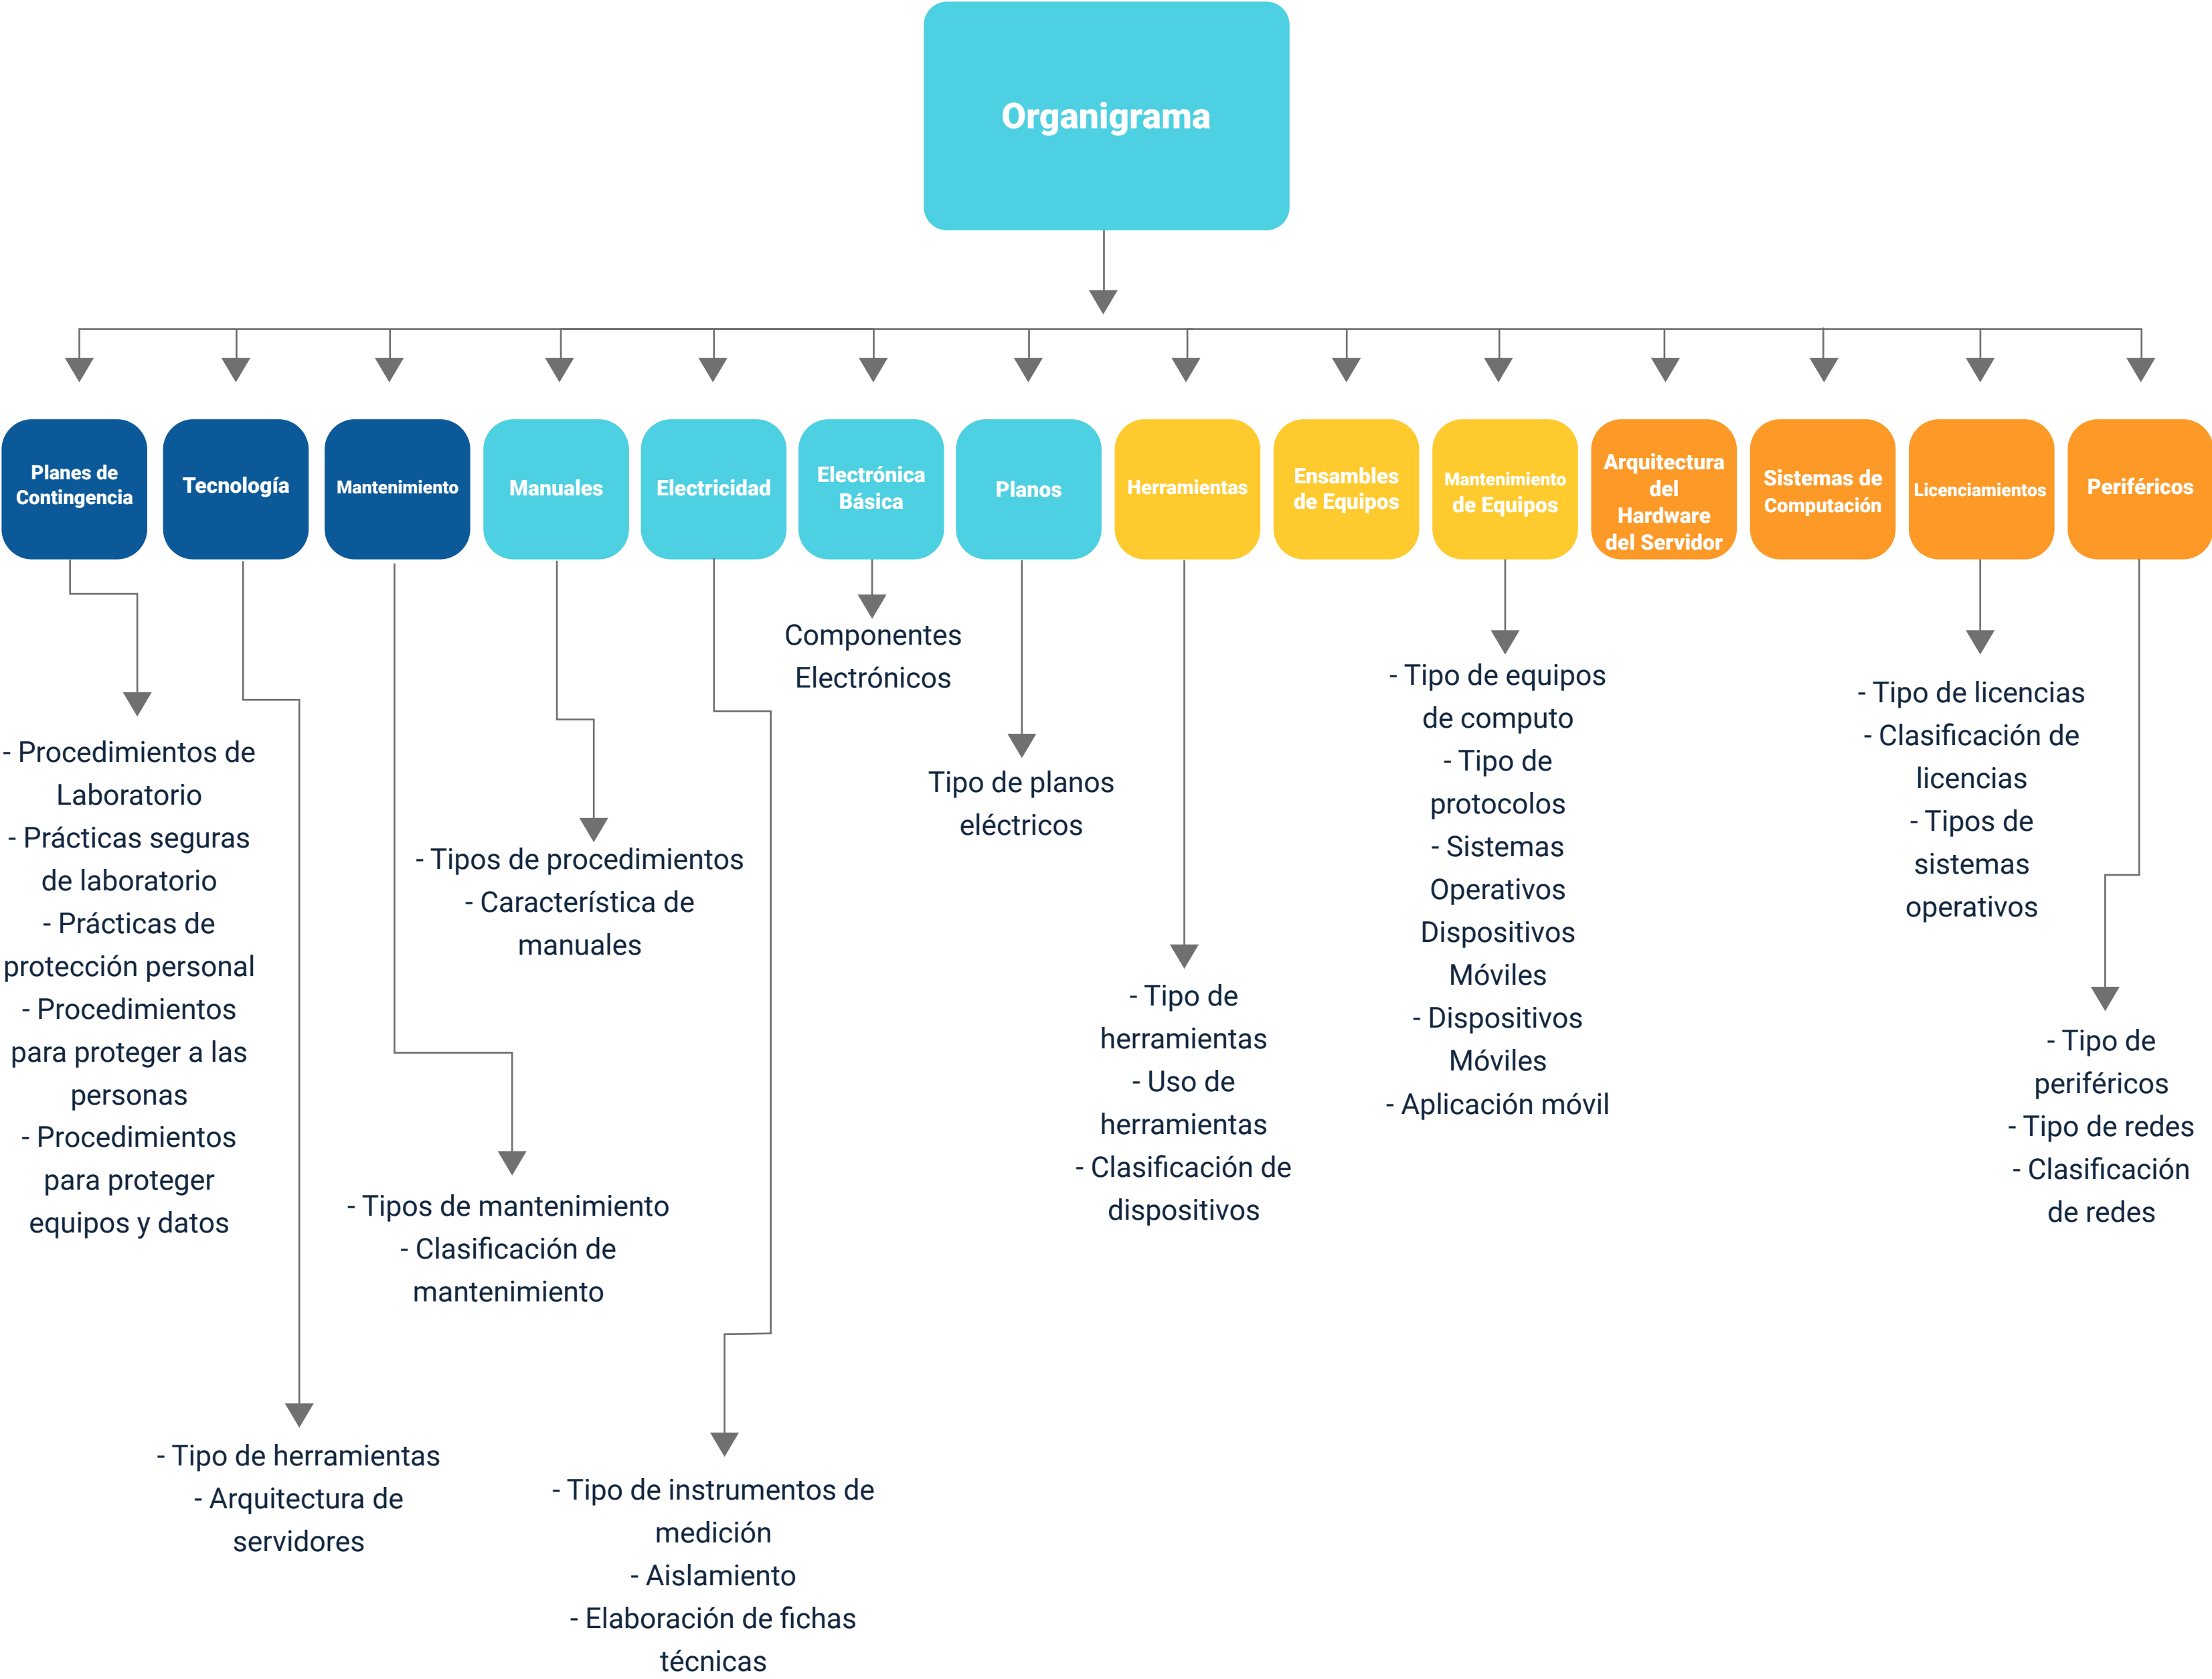 Organigrama
Planes de
Contingencia
Tecnología
Mantenimiento
Manuales
Electricidad
Electrónica
Básica
Planos
Herramientas
Ensambles
de Equipos
Mantenimiento
de Equipos
Arquitectura
del
Hardware
del Servidor
Sistemas de
Computación
Licenciamientos
Periféricos
- Procedimientos de
Laboratorio
- Prácticas seguras
de laboratorio
- Prácticas de
protección personal
- Procedimientos
para proteger a las
personas
- Procedimientos
para proteger
equipos y datos
- Tipo de herramientas
- Arquitectura de
servidores
- Tipos de mantenimiento
- Clasificación de
mantenimiento
- Tipos de procedimientos
- Característica de
manuales
- Tipo de instrumentos de
medición
- Aislamiento
- Elaboración de fichas
técnicas
Componentes
Electrónicos
Tipo de planos
eléctricos
- Tipo de
herramientas
- Uso de
herramientas
- Clasificación de
dispositivos
- Tipo de equipos
de computo
- Tipo de
protocolos
- Sistemas
Operativos
Dispositivos
Móviles
- Dispositivos
Móviles
- Aplicación móvil
- Tipo de licencias
- Clasificación de
licencias
- Tipos de
sistemas
operativos
- Tipo de
periféricos
- Tipo de redes
- Clasificación
de redes